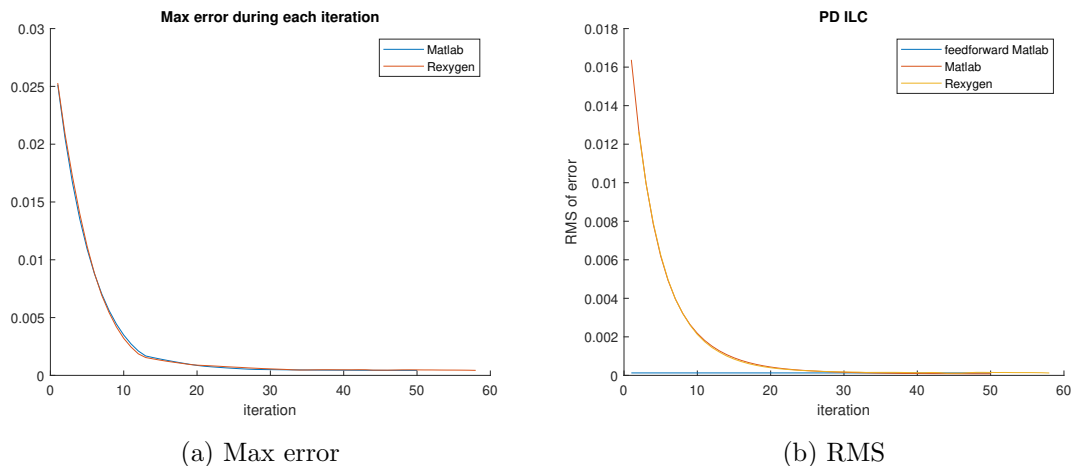 Max error during each iteration
0.03
0.025
0.02
0.015
0.01
0.005
0
0 10 20 30 40 50 60
iteration
Matlab
Rexygen
(a) Max error
PD ILC
0.018
0.016
0.014
0.012
0.01
0.008
0.006
0.004
0.002
0
RMS of error
0 10 20 30 40 50 60
iteration
feedforward Matlab
Matlab
Rexygen
(b) RMS